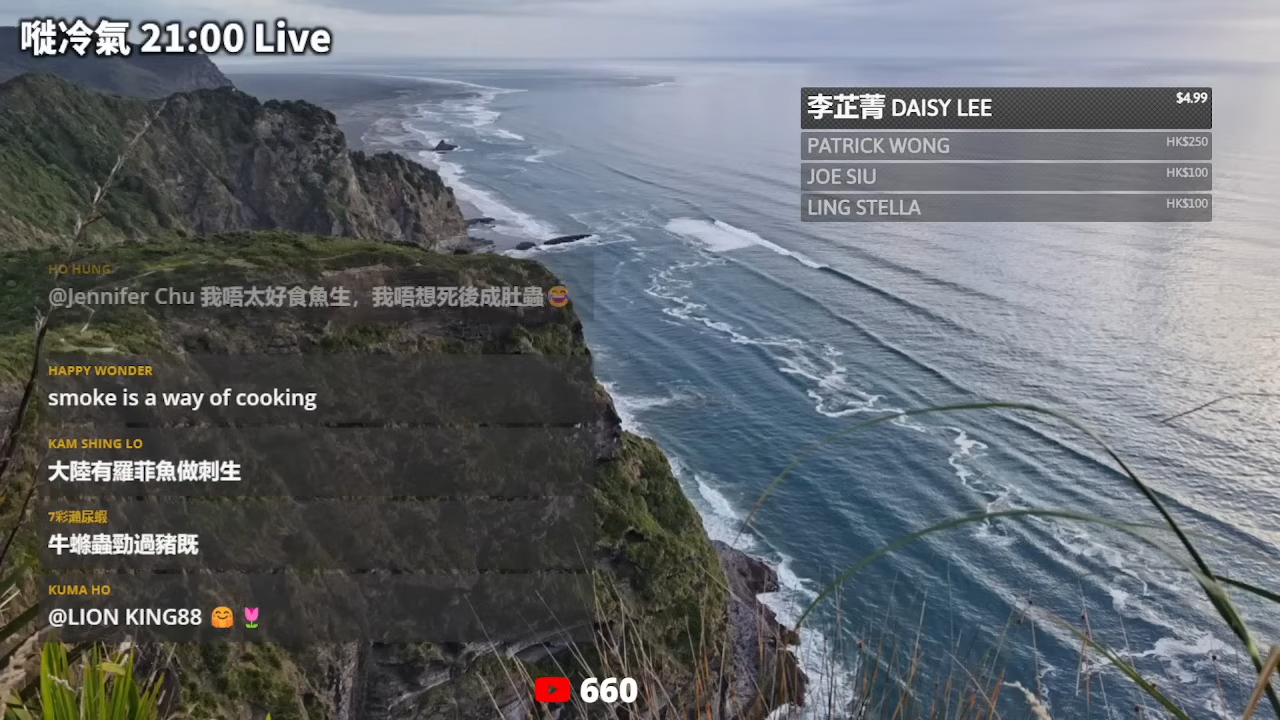 嘥冷氣 21:00 Live
李芷菁 DAISY LEE $4.99
PATRICK WONG HK$250
JOE SIU HK$100
LING STELLA HK$100
HO HUNG
@Jennifer Chu 我唔太好食魚生，我唔想死後成肚蟲😂
HAPPY WONDER
smoke is a way of cooking
KAM SHING LO
大陸有羅菲魚做刺生
7彩瀨尿蝦
牛蟟蟲勁過豬既
KUMA HO
@LION KING88 🤗 🌷
660